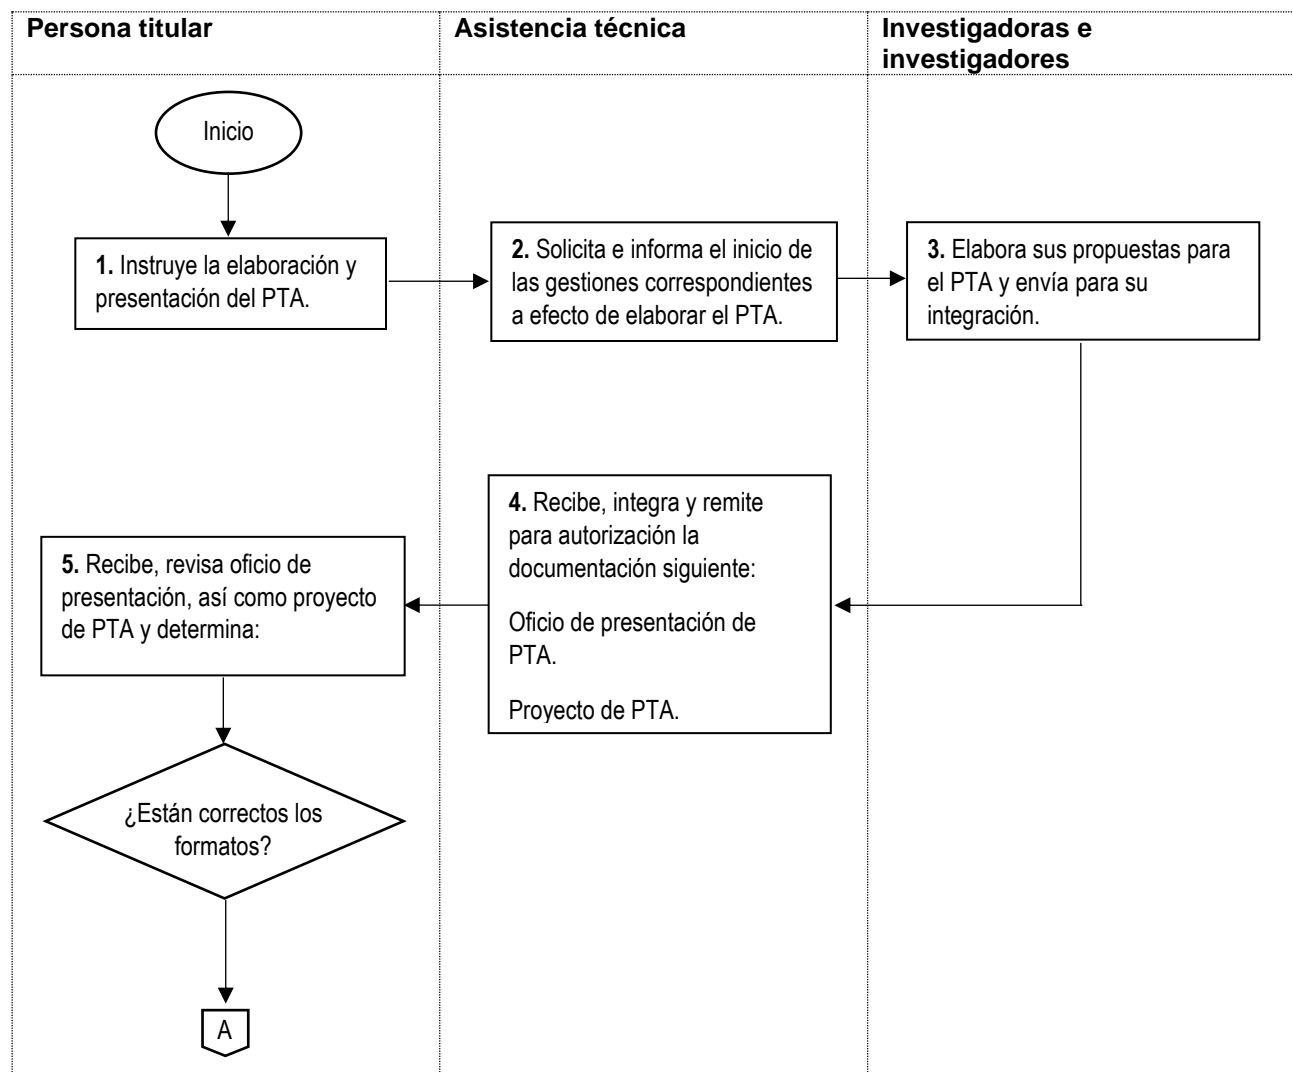 Persona titular
Asistencia técnica
Investigadoras e
investigadores
Inicio
1. Instruye la elaboración y
presentación del PTA.
2. Solicita e informa el inicio de
las gestiones correspondientes
a efecto de elaborar el PTA.
3. Elabora sus propuestas para
el PTA y envía para su
integración.
4. Recibe, integra y remite
para autorización la
documentación siguiente:
Oficio de presentación de
PTA.
Proyecto de PTA.
5. Recibe, revisa oficio de
presentación, así como proyecto
de PTA y determina:
¿Están correctos los
formatos?
A